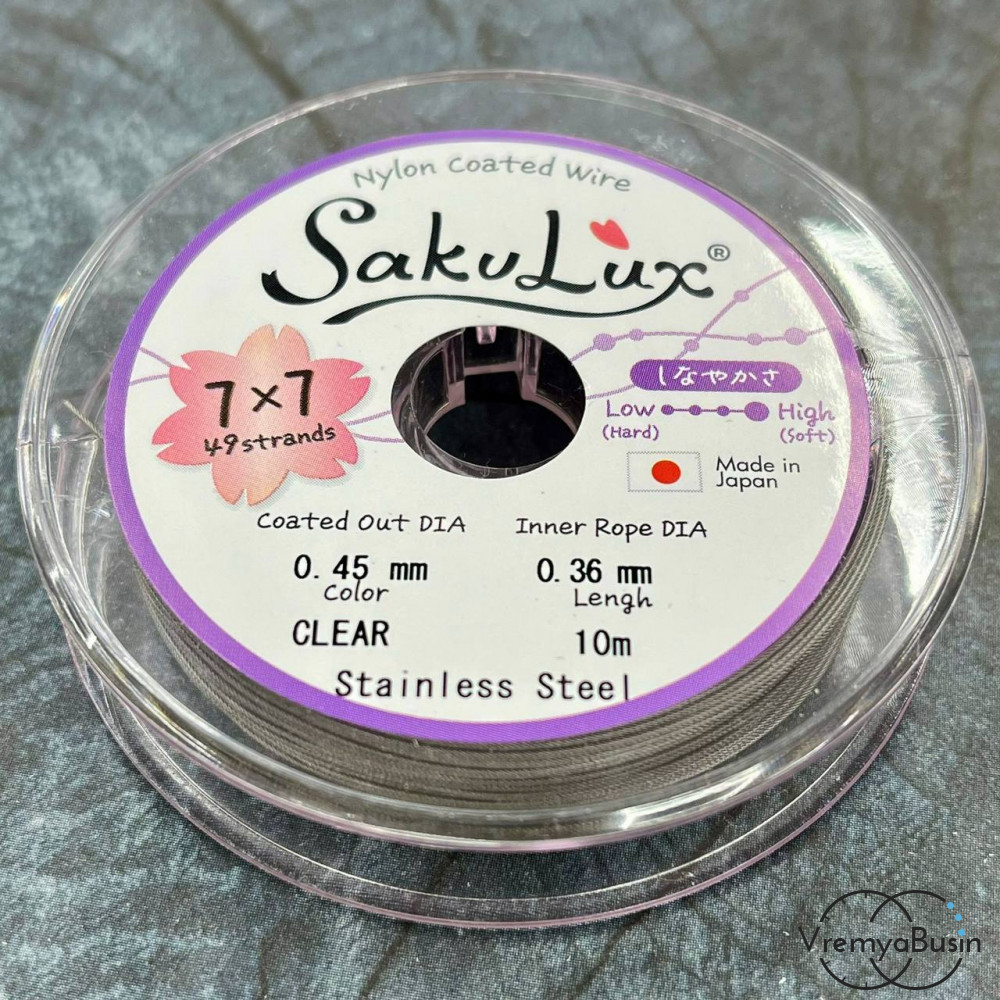 Nylon Coated Wire
SakuLux®
7×7
49strands
しなやかさ
Low High
(Hard) (Soft)
Made in
Japan
Coated Out DIA Inner Rope DIA
0.45 mm 0.36 mm
Color Lengh
CLEAR 10m
Stainless Steel
VremyaBusin